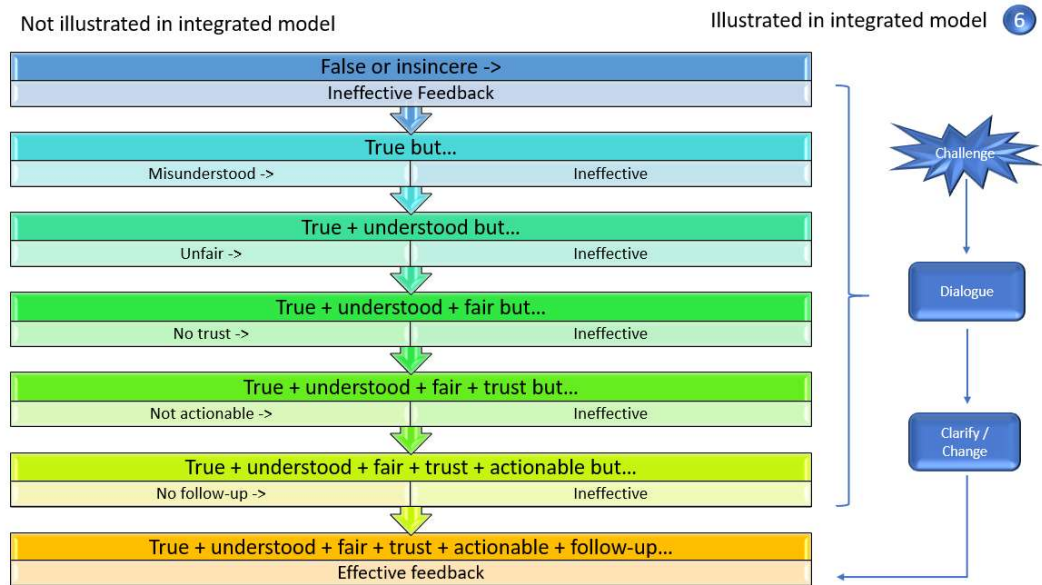 Not illustrated in integrated model
Illustrated in integrated model 6
False or insincere ->
Ineffective Feedback
True but...
Misunderstood -> Ineffective
True + understood but...
Unfair -> Ineffective
True + understood + fair but...
No trust -> Ineffective
True + understood + fair + trust but...
Not actionable -> Ineffective
True + understood + fair + trust + actionable but...
No follow-up -> Ineffective
True + understood + fair + trust + actionable + follow-up...
Effective feedback
Challenge
Dialogue
Clarify /
Change